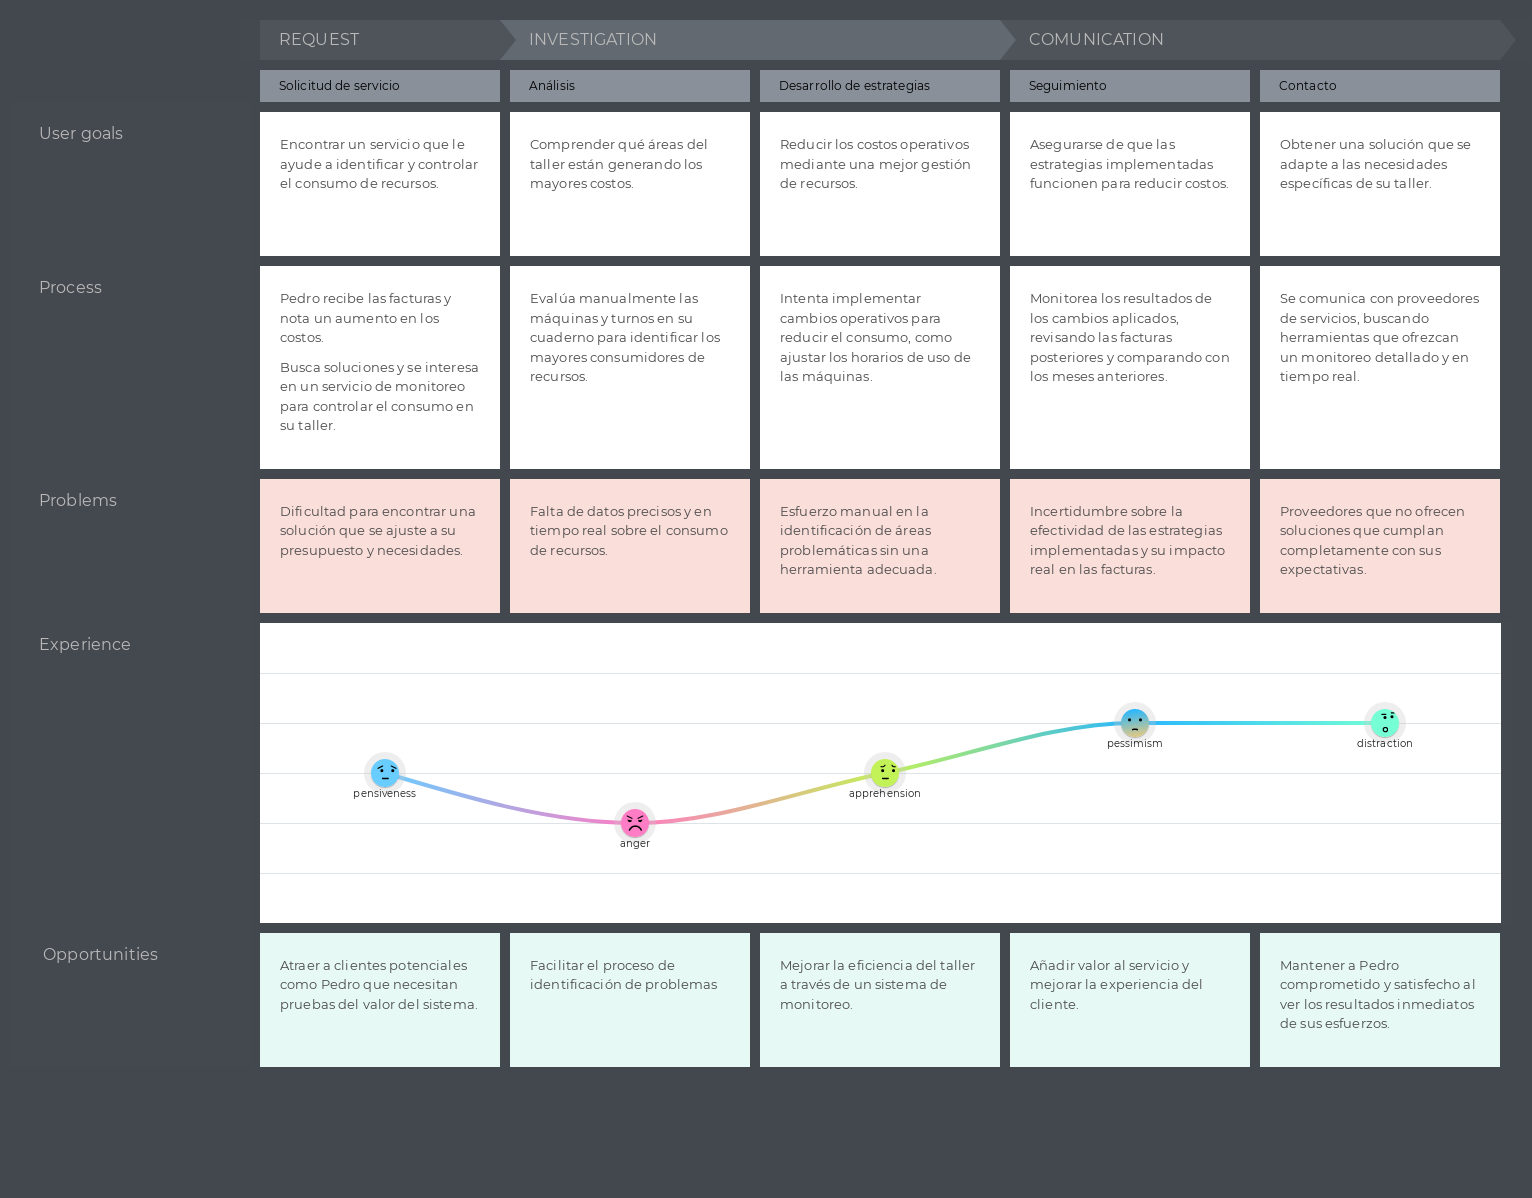 REQUEST
INVESTIGATION
COMUNICATION
Solicitud de servicio
Análisis
Desarrollo de estrategias
Seguimiento
Contacto
User goals
Encontrar un servicio que le
ayude a identificar y controlar
el consumo de recursos.
Comprender qué áreas del
taller están generando los
mayores costos.
Reducir los costos operativos
mediante una mejor gestión
de recursos.
Asegurarse de que las
estrategias implementadas
funcionen para reducir costos.
Obtener una solución que se
adapte a las necesidades
específicas de su taller.
Process
Pedro recibe las facturas y
nota un aumento en los
costos.
Busca soluciones y se interesa
en un servicio de monitoreo
para controlar el consumo en
su taller.
Evalúa manualmente las
máquinas y turnos en su
cuaderno para identificar los
mayores consumidores de
recursos.
Intenta implementar
cambios operativos para
reducir el consumo, como
ajustar los horarios de uso de
las máquinas.
Monitorea los resultados de
los cambios aplicados,
revisando las facturas
posteriores y comparando con
los meses anteriores.
Se comunica con proveedores
de servicios, buscando
herramientas que ofrezcan
un monitoreo detallado y en
tiempo real.
Problems
Dificultad para encontrar una
solución que se ajuste a su
presupuesto y necesidades.
Falta de datos precisos y en
tiempo real sobre el consumo
de recursos.
Esfuerzo manual en la
identificación de áreas
problemáticas sin una
herramienta adecuada.
Incertidumbre sobre la
efectividad de las estrategias
implementadas y su impacto
real en las facturas.
Proveedores que no ofrecen
soluciones que cumplan
completamente con sus
expectativas.
Experience
pensiveness
anger
apprehension
pessimism
distraction
Opportunities
Atraer a clientes potenciales
como Pedro que necesitan
pruebas del valor del sistema.
Facilitar el proceso de
identificación de problemas
Mejorar la eficiencia del taller
a través de un sistema de
monitoreo.
Añadir valor al servicio y
mejorar la experiencia del
cliente.
Mantener a Pedro
comprometido y satisfecho al
ver los resultados inmediatos
de sus esfuerzos.